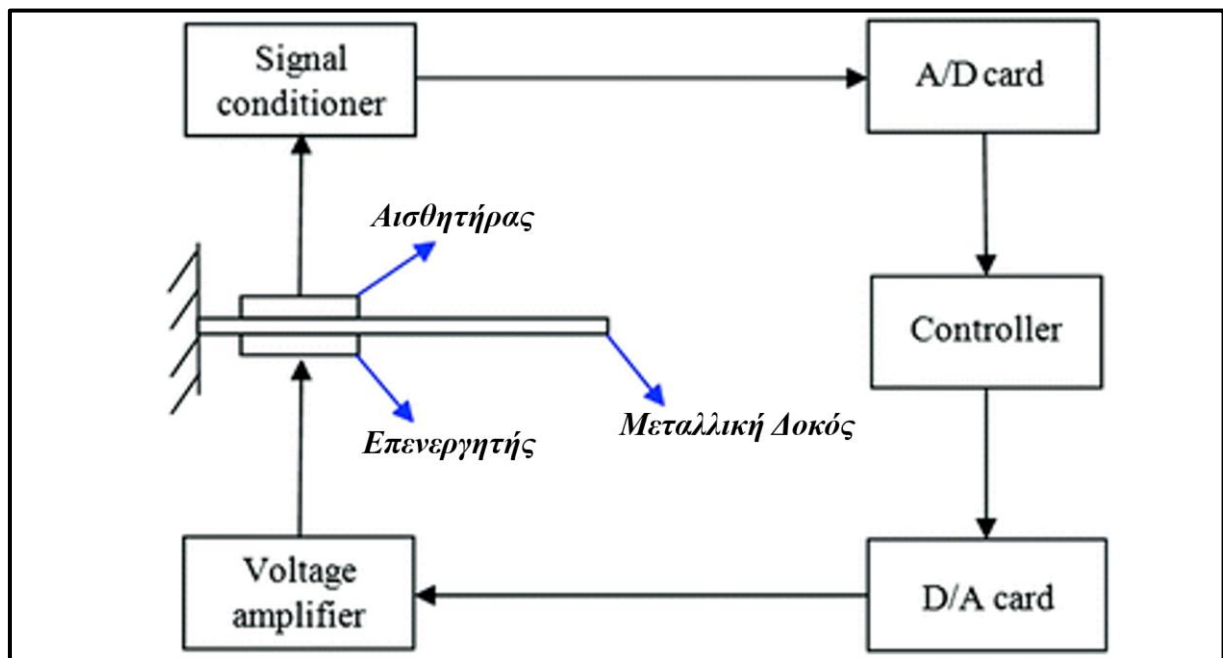 Signal
conditioner
A/D card
Αισθητήρας
Controller
Μεταλλική Δοκός
Επενεργητής
Voltage
amplifier
D/A card